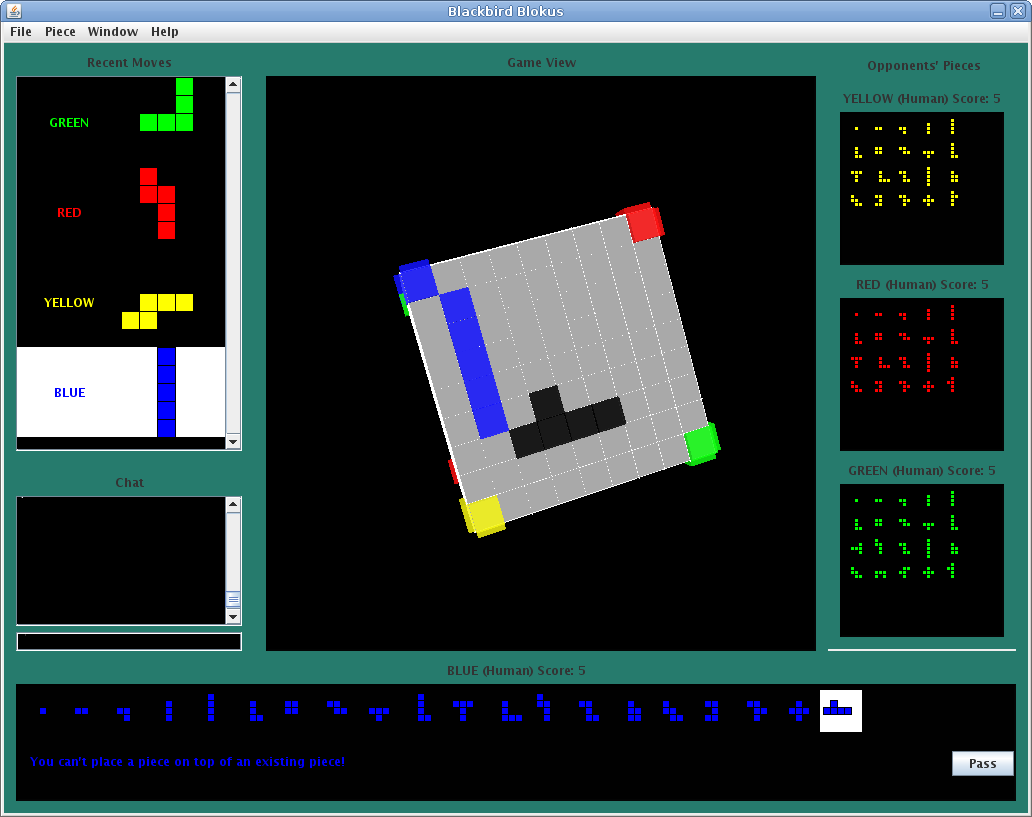 Blackbird Blokus
File Piece Window Help
Recent Moves
GREEN
RED
YELLOW
BLUE
Chat
Game View
Opponents' Pieces
YELLOW (Human) Score: 5
RED (Human) Score: 5
GREEN (Human) Score: 5
BLUE (Human) Score: 5
You can't place a piece on top of an existing piece!
Pass